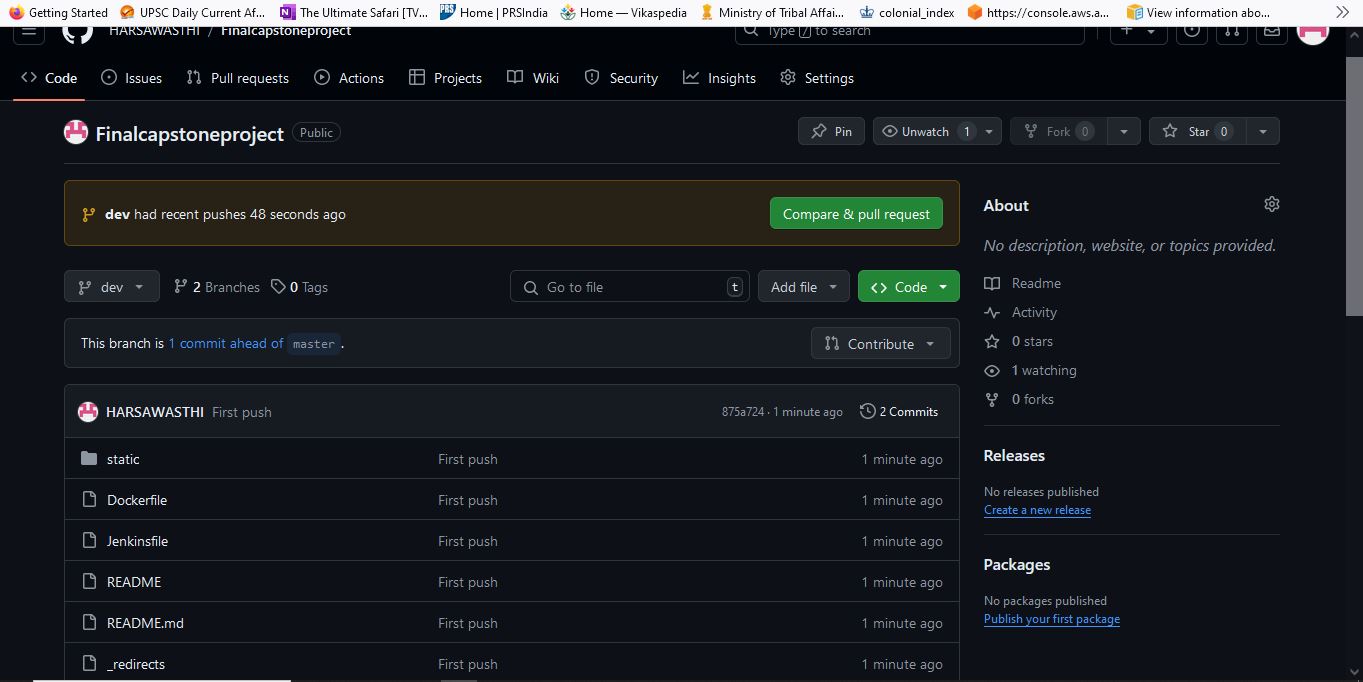 Getting Started UPSC Daily Current Af... The Ultimate Safari [TV... Home | PRSIndia Home — Vikaspedia Ministry of Tribal Affai... colonial_index https://console.aws.a... View information abo...
HARSAWASTHI / Finalcapstoneproject Type / to search
Code Issues Pull requests Actions Projects Wiki Security Insights Settings
Finalcapstoneproject Public Pin Unwatch 1 Fork 0 Star 0
dev had recent pushes 48 seconds ago Compare & pull request
dev 2 Branches 0 Tags Go to file t Add file Code
This branch is 1 commit ahead of master .
Contribute
HARSAWASTHI First push 875a724 · 1 minute ago 2 Commits
static First push 1 minute ago
Dockerfile First push 1 minute ago
Jenkinsfile First push 1 minute ago
README First push 1 minute ago
README.md First push 1 minute ago
_redirects First push 1 minute ago
About
No description, website, or topics provided.
Readme
Activity
0 stars
1 watching
0 forks
Releases
No releases published
Create a new release
Packages
No packages published
Publish your first package